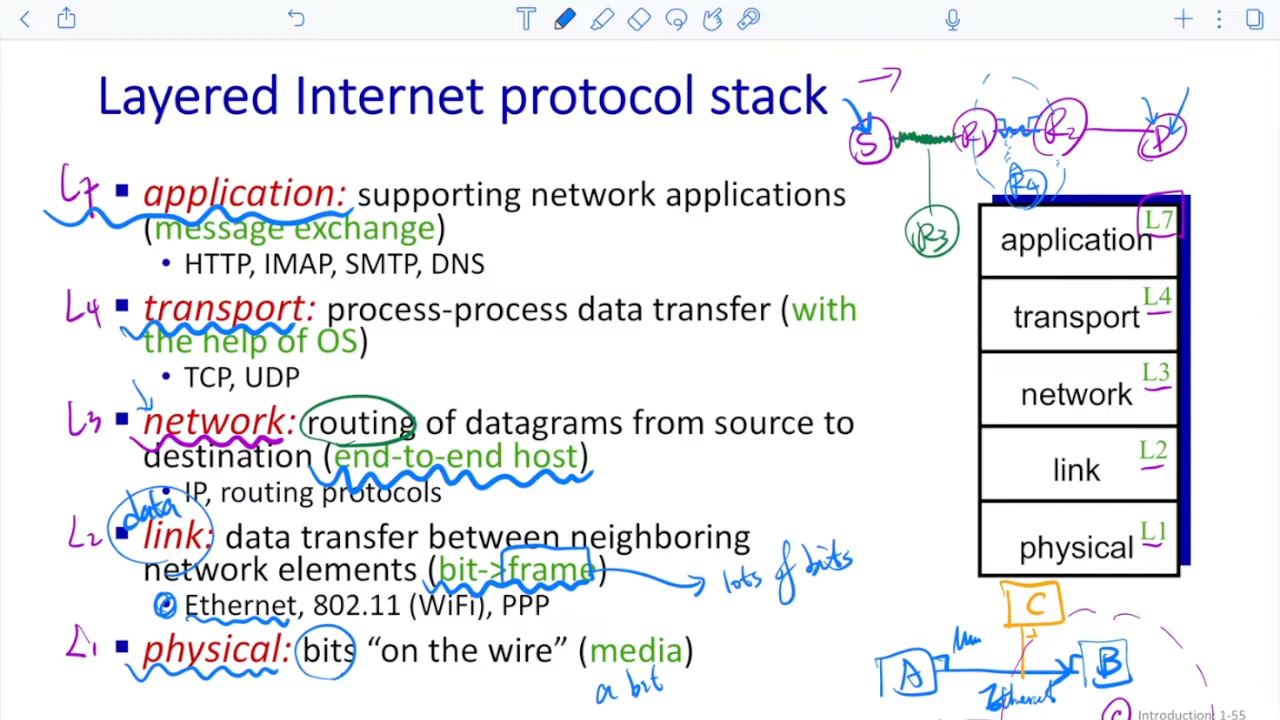 Layered Internet protocol stack
S
R1
R2
D
R4
R3
L7
application: supporting network applications
(message exchange)
• HTTP, IMAP, SMTP, DNS
L4
transport: process-process data transfer (with
the help of OS)
• TCP, UDP
L3
network: routing of datagrams from source to
destination (end-to-end host)
• IP, routing protocols
data
L2
link: data transfer between neighboring
network elements (bit->frame)
lots of bits
Ethernet, 802.11 (WiFi), PPP
L1
physical: bits “on the wire” (media)
a bit
application L7
transport L4
network L3
link L2
physical L1
C
A
B
Ethernet
C
Introduction: 1-55